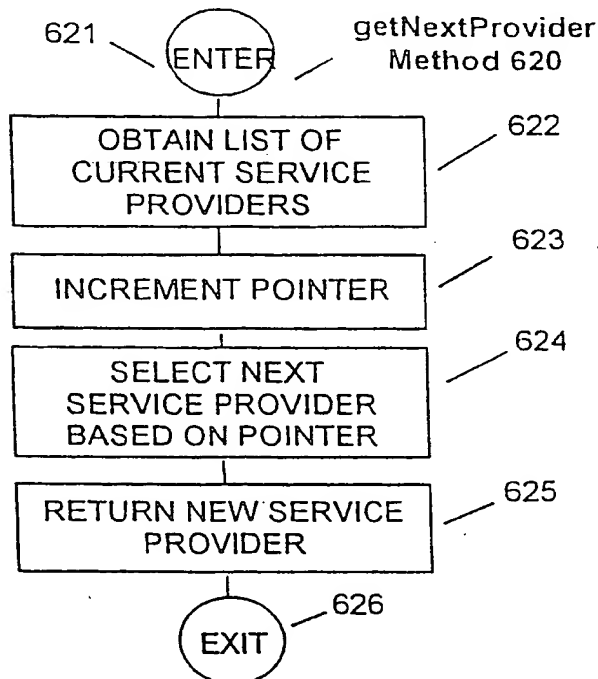 621
ENTER
getNextProvider
Method 620
OBTAIN LIST OF
CURRENT SERVICE
PROVIDERS
622
INCREMENT POINTER
623
SELECT NEXT
SERVICE PROVIDER
BASED ON POINTER
624
RETURN NEW SERVICE
PROVIDER
625
EXIT
626